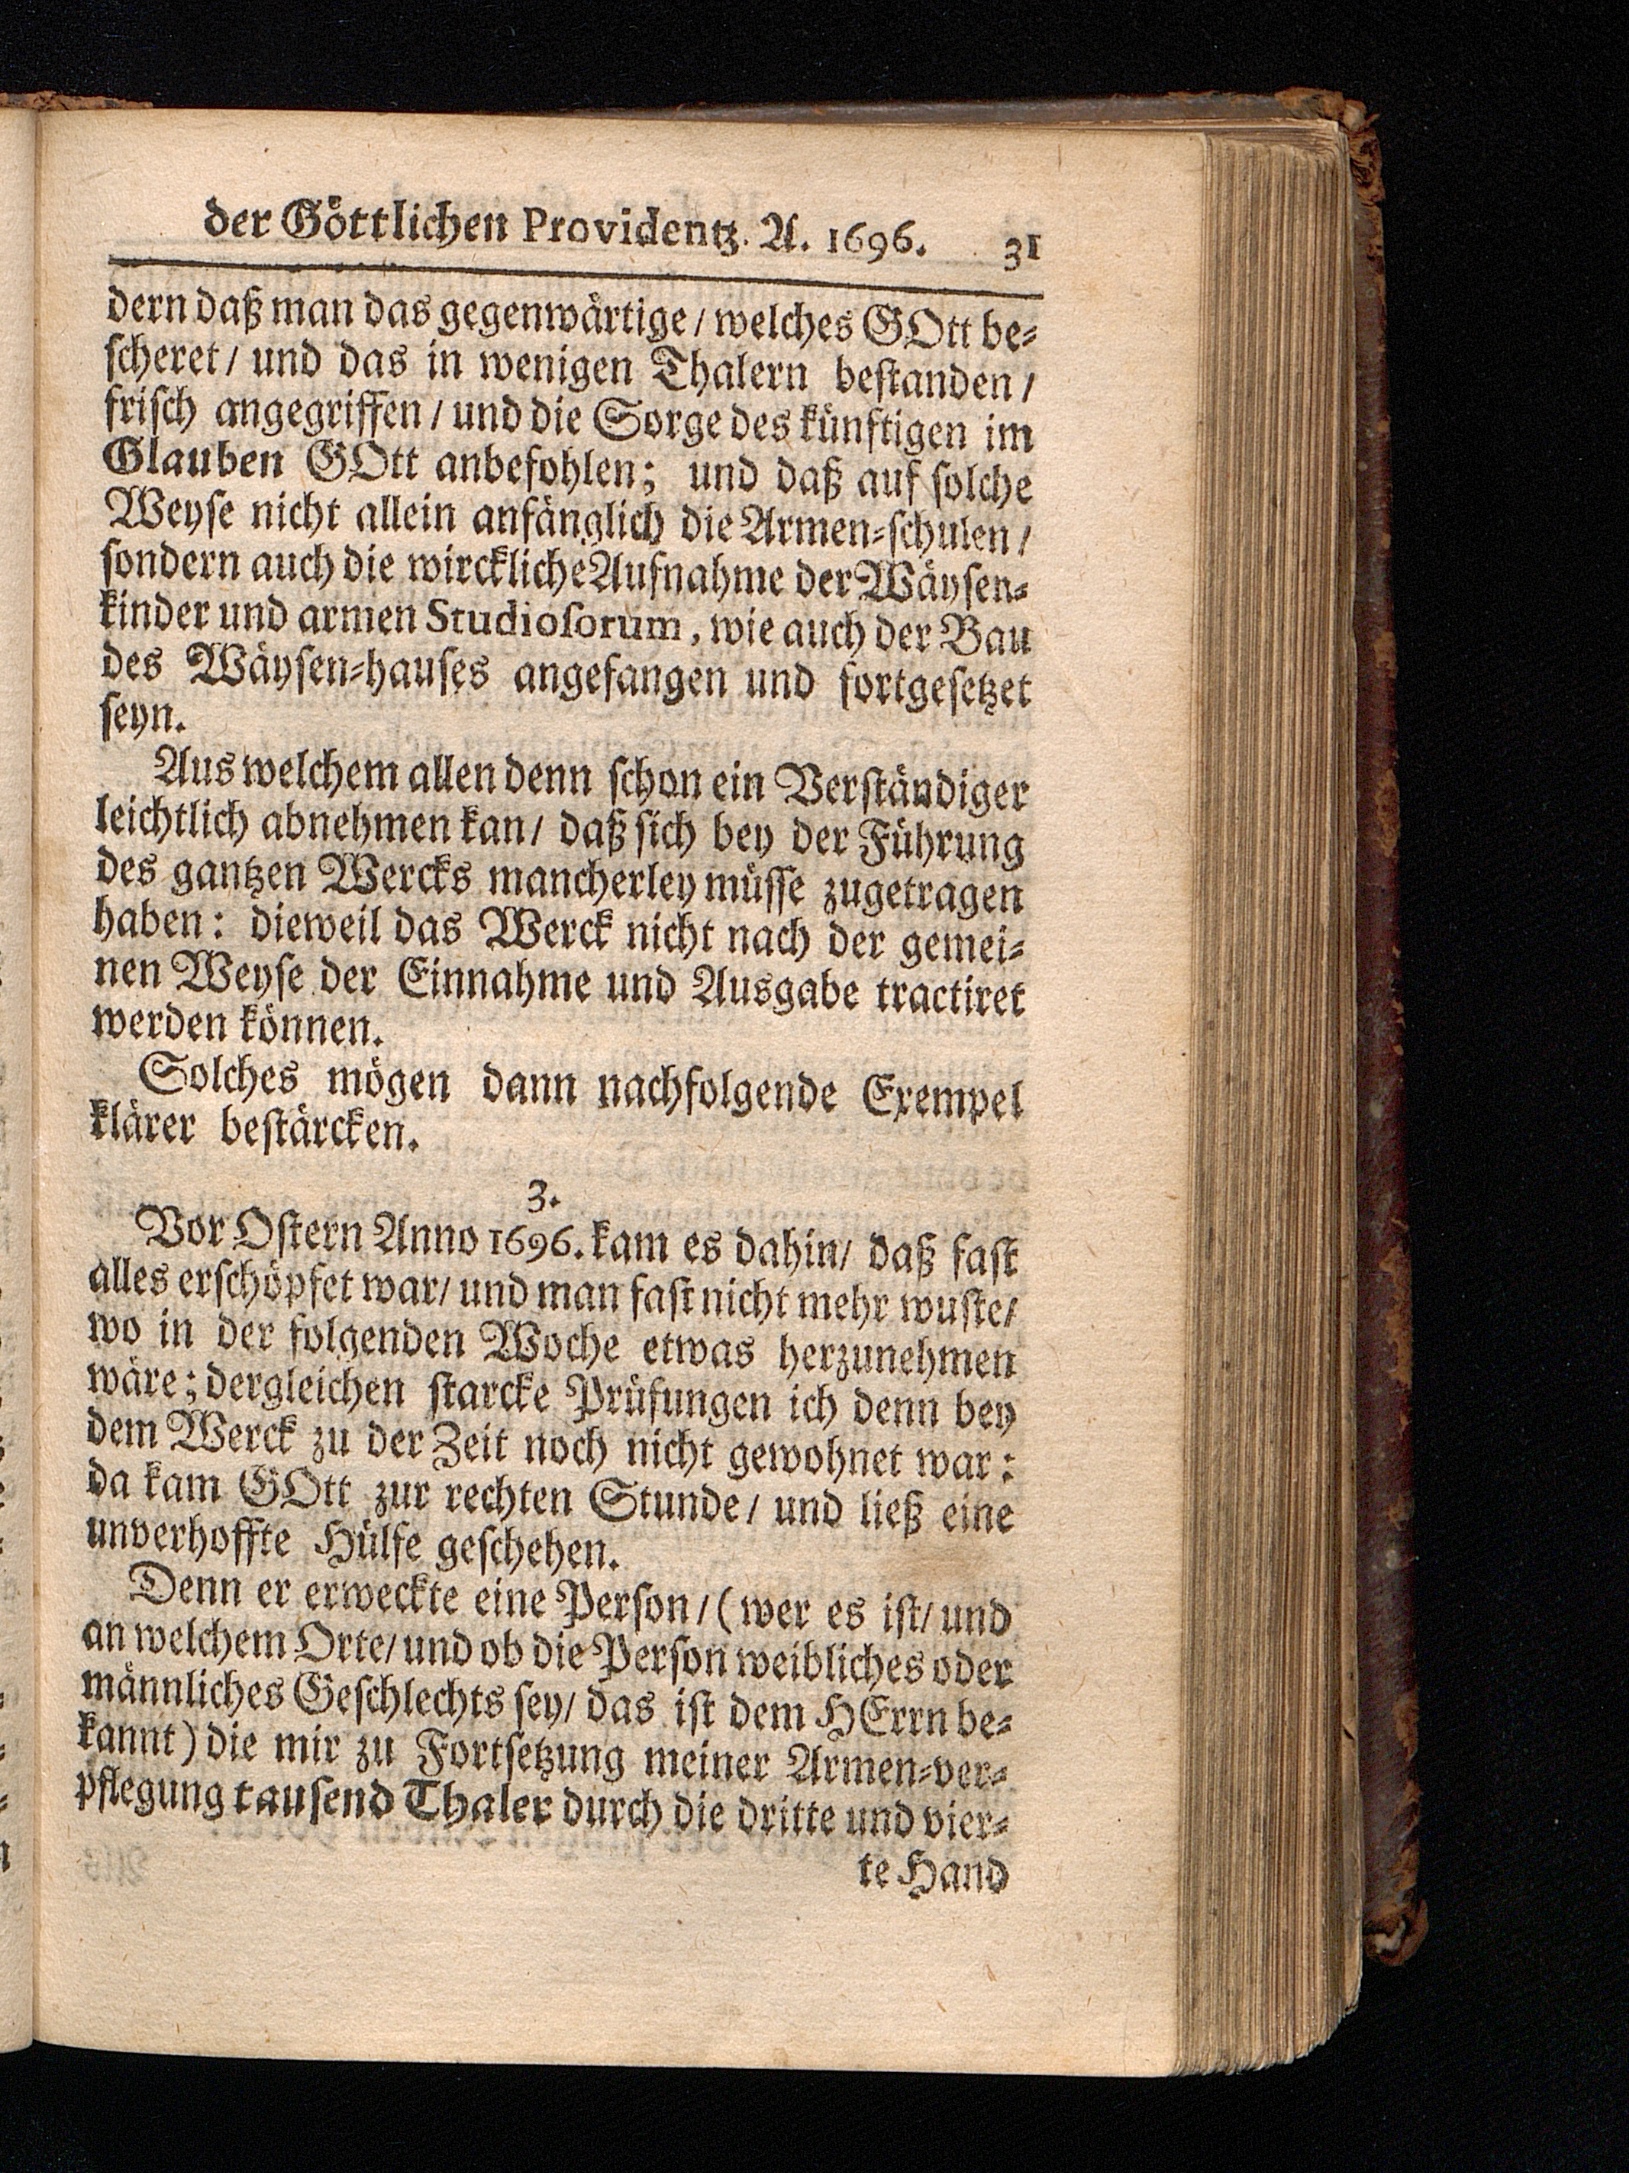 der Göttlichen Providentz. A. 1696. 31
dern daß man das gegenwärtige / welches GOtt be-
scheret / und das in wenigen Thalern bestanden /
frisch angegriffen / und die Sorge des künftigen im
Glauben GOtt anbefohlen; und daß auf solche
Weyse nicht allein anfänglich die Armen-schulen /
sondern auch die wirckliche Aufnahme der Wäysen-
kinder und armen Studiosorum, wie auch der Bau
des Wäysen-hauses angefangen und fortgesetzet
seyn.
Aus welchem allen denn schon ein Verständiger
leichtlich abnehmen kan / daß sich bey der Führung
des gantzen Wercks mancherley müsse zugetragen
haben: dieweil das Werck nicht nach der gemei-
nen Weyse der Einnahme und Ausgabe tractiret
werden können.
Solches mögen dann nachfolgende Exempel
klärer bestärcken.
3.
Vor Ostern Anno 1696. kam es dahin / daß fast
alles erschöpfet war / und man fast nicht mehr wuste /
wo in der folgenden Woche etwas herzunehmen
wäre; dergleichen starcke Prüfungen ich denn bey
dem Werck zu der Zeit noch nicht gewohnet war:
da kam GOtt zur rechten Stunde / und ließ eine
unverhoffte Hülfe geschehen.
Denn er erweckte eine Person / (wer es ist / und
an welchem Orte / und ob die Person weibliches oder
männliches Geschlechts sey / das ist dem HErrn be-
kannt) die mir zu Fortsetzung meiner Armen-ver-
pflegung tausend Thaler durch die dritte und vier-
te Hand